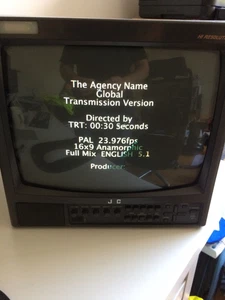 The Agency Name
Global
Transmission Version
Directed by
TRT: 00:30 Seconds
PAL 23.976fps
16x9 Anamorphic
Full Mix ENGLISH 5.1
Producer